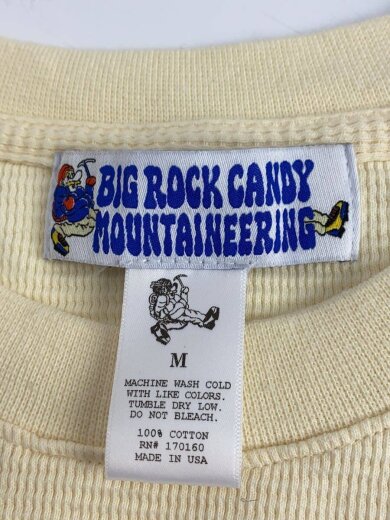 BIG ROCK CANDY
MOUNTAINEERING
M
MACHINE WASH COLD
WITH LIKE COLORS.
TUMBLE DRY LOW.
DO NOT BLEACH.
100% COTTON
RN# 170160
MADE IN USA